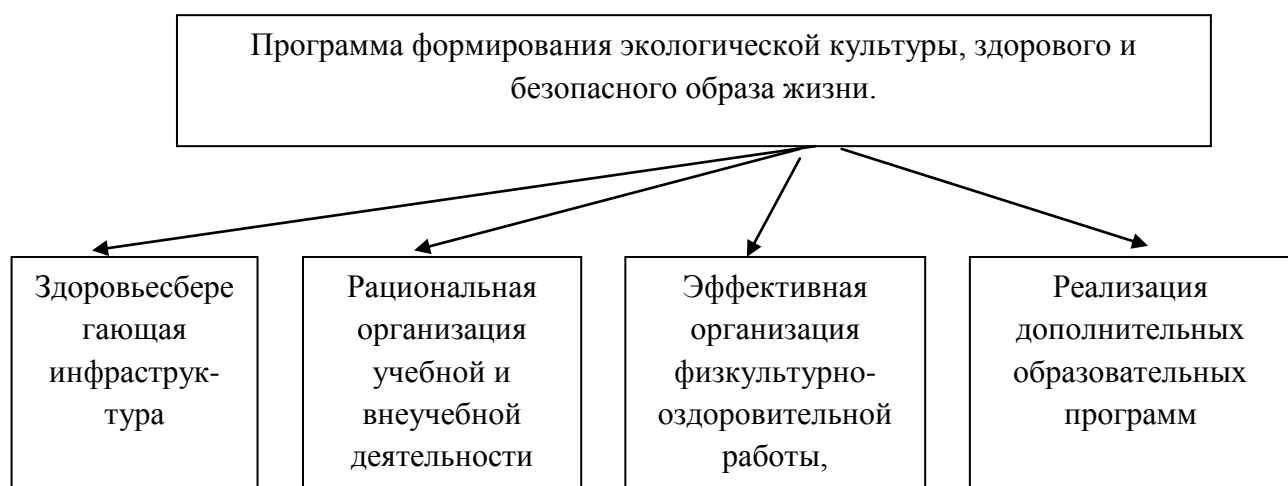 Программа формирования экологической культуры, здорового и
безопасного образа жизни.
Здоровьесбере
гающая
инфраструк-
тура
Рациональная
организация
учебной и
внеучебной
деятельности
Эффективная
организация
физкультурно-
оздоровительной
работы,
Реализация
дополнительных
образовательных
программ